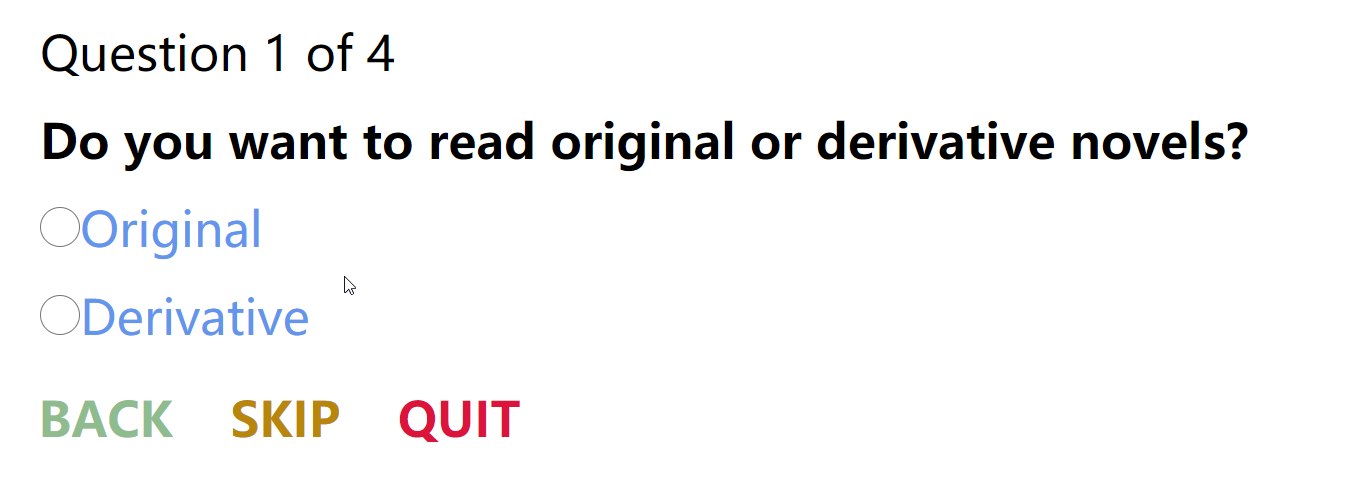 Question 1 of 4
Do you want to read original or derivative novels?
Original
Derivative
BACK SKIP QUIT